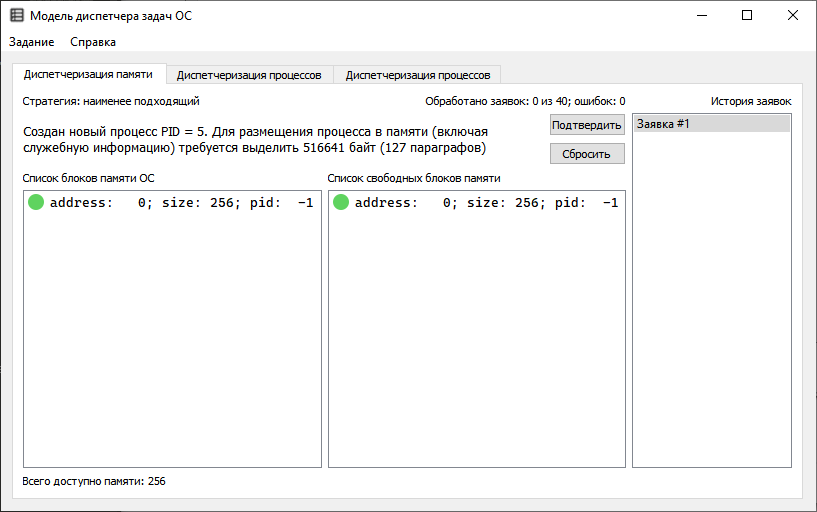 Модель диспетчера задач ОС
Задание Справка
Диспетчеризация памяти Диспетчеризация процессов Диспетчеризация процессов
Стратегия: наименее подходящий Обработано заявок: 0 из 40; ошибок: 0 История заявок
Создан новый процесс PID = 5. Для размещения процесса в памяти (включая
служебную информацию) требуется выделить 516641 байт (127 параграфов)
Подтвердить
Сбросить
Заявка #1
Список блоков памяти ОС Список свободных блоков памяти
address: 0; size: 256; pid: -1 address: 0; size: 256; pid: -1
Всего доступно памяти: 256